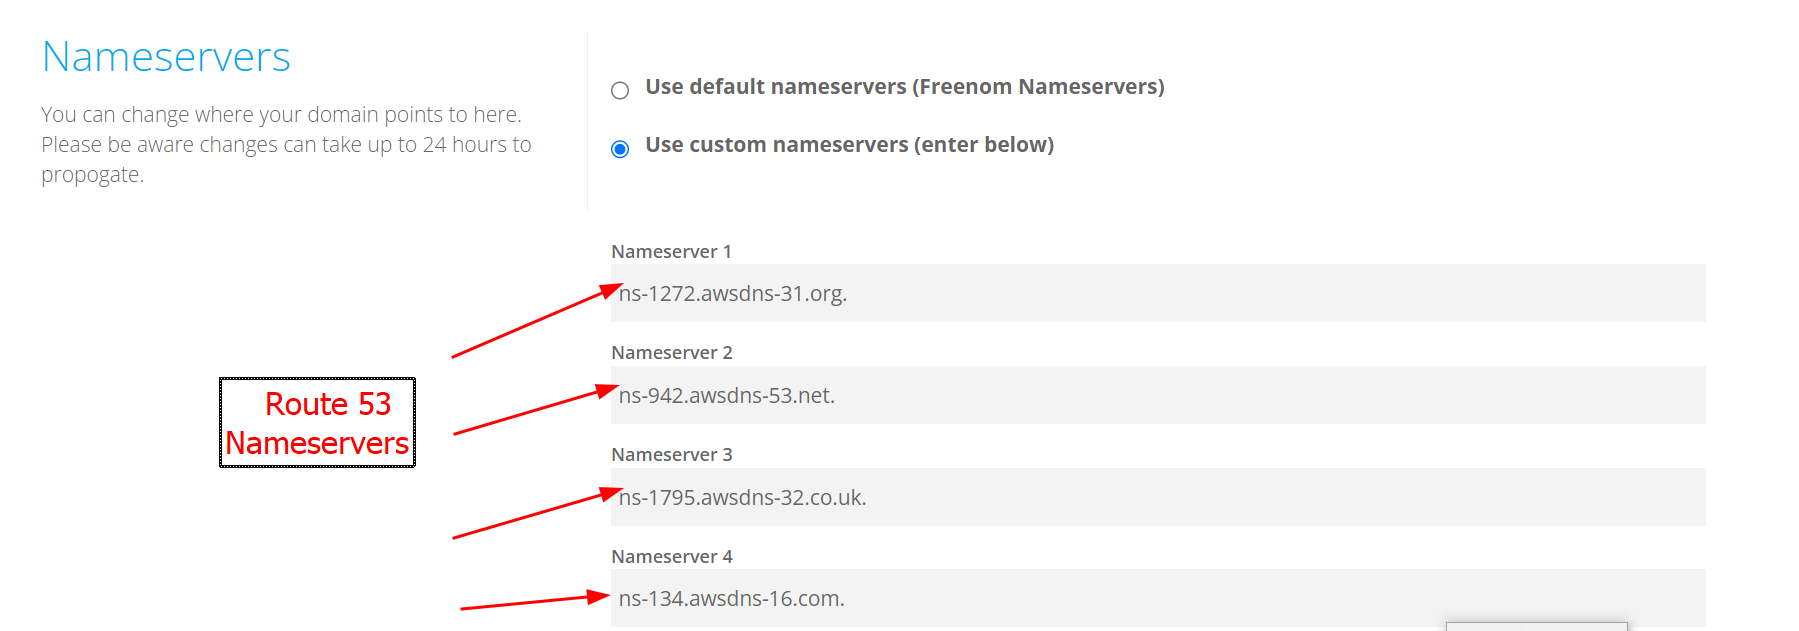 Nameservers
You can change where your domain points to here.
Please be aware changes can take up to 24 hours to
propogate.
Use default nameservers (Freenom Nameservers)
Use custom nameservers (enter below)
Nameserver 1
ns-1272.awsdns-31.org.
Nameserver 2
ns-942.awsdns-53.net.
Route 53
Nameservers
Nameserver 3
ns-1795.awsdns-32.co.uk.
Nameserver 4
ns-134.awsdns-16.com.